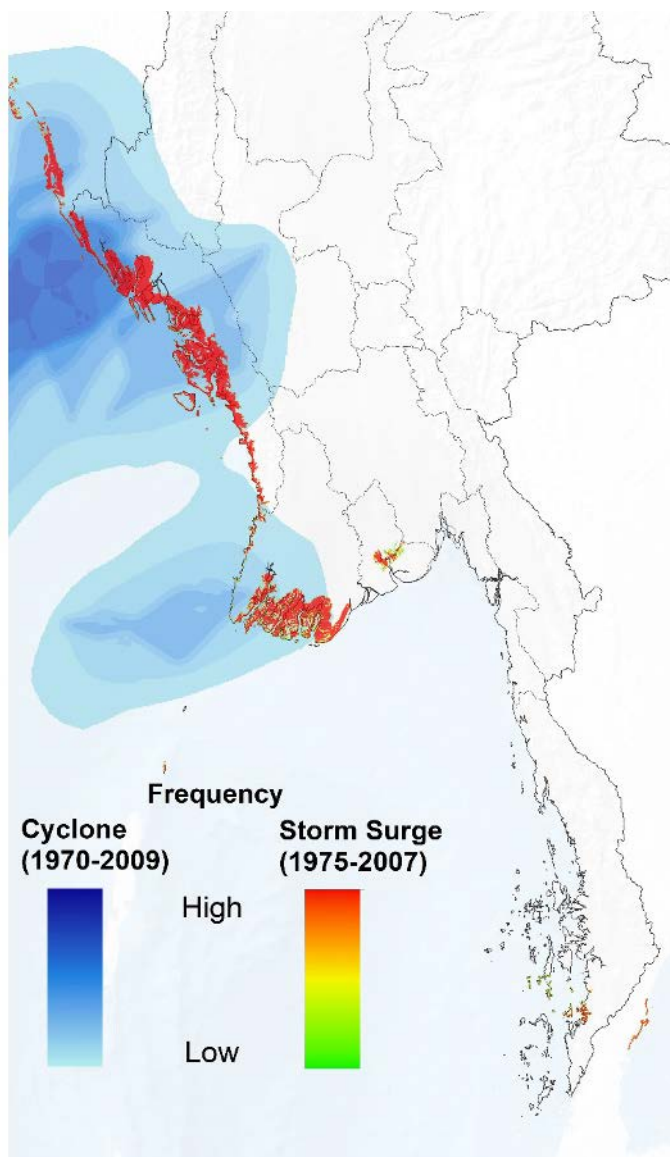 Frequency
Cyclone
(1970-2009)
Storm Surge
(1975-2007)
High
Low